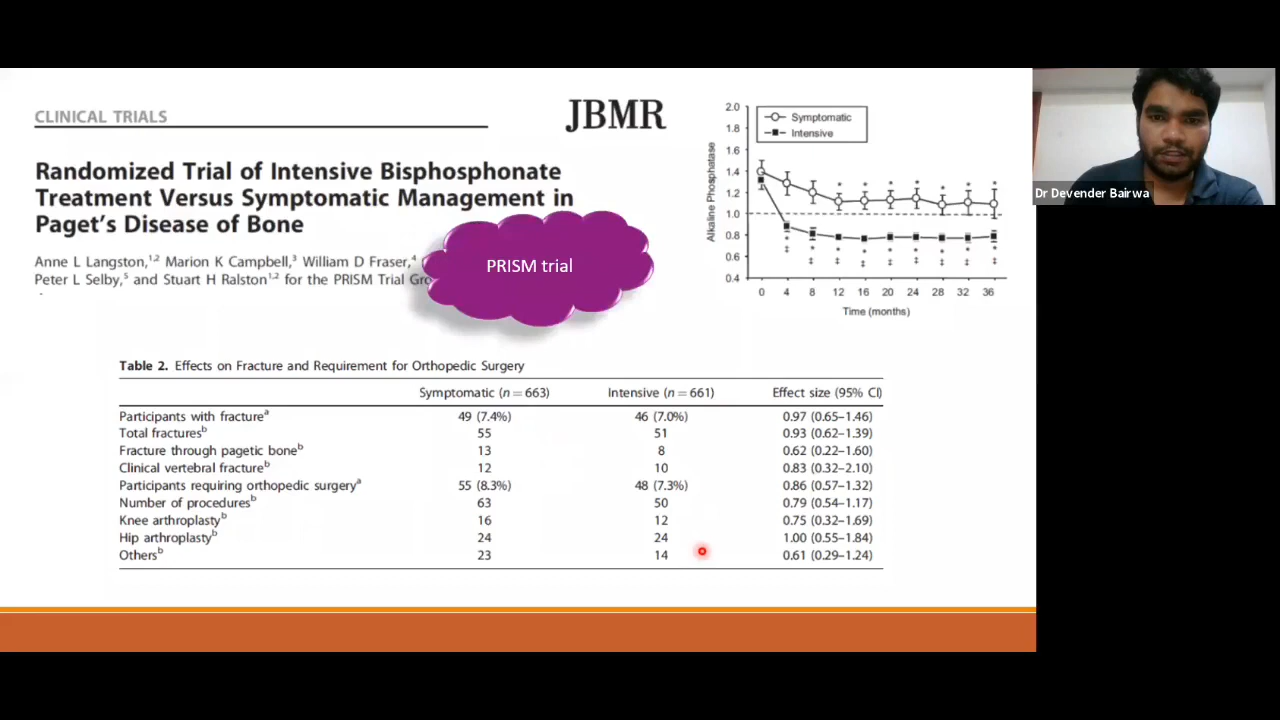 CLINICAL TRIALS
JBMR
Randomized Trial of Intensive Bisphosphonate
Treatment Versus Symptomatic Management in
Paget's Disease of Bone
Anne L Langston,1,2 Marion K Campbell,3 William D Fraser,4
Peter L Selby,5 and Stuart H Ralston1,2 for the PRISM Trial Gro
PRISM trial
Symptomatic
Intensive
Alkaline Phosphatase
2.0
1.8
1.6
1.4
1.2
1.0
0.8
0.6
0.4
0 4 8 12 16 20 24 28 32 36
Time (months)
Dr Devender Bairwa
Table 2. Effects on Fracture and Requirement for Orthopedic Surgery
Symptomatic (n = 663) Intensive (n = 661) Effect size (95% CI)
Participants with fracturea 49 (7.4%) 46 (7.0%) 0.97 (0.65–1.46)
Total fracturesb 55 51 0.93 (0.62–1.39)
Fracture through pagetic boneb 13 8 0.62 (0.22–1.60)
Clinical vertebral fractureb 12 10 0.83 (0.32–2.10)
Participants requiring orthopedic surgerya 55 (8.3%) 48 (7.3%) 0.86 (0.57–1.32)
Number of proceduresb 63 50 0.79 (0.54–1.17)
Knee arthroplastyb 16 12 0.75 (0.32–1.69)
Hip arthroplastyb 24 24 1.00 (0.55–1.84)
Othersb 23 14 0.61 (0.29–1.24)